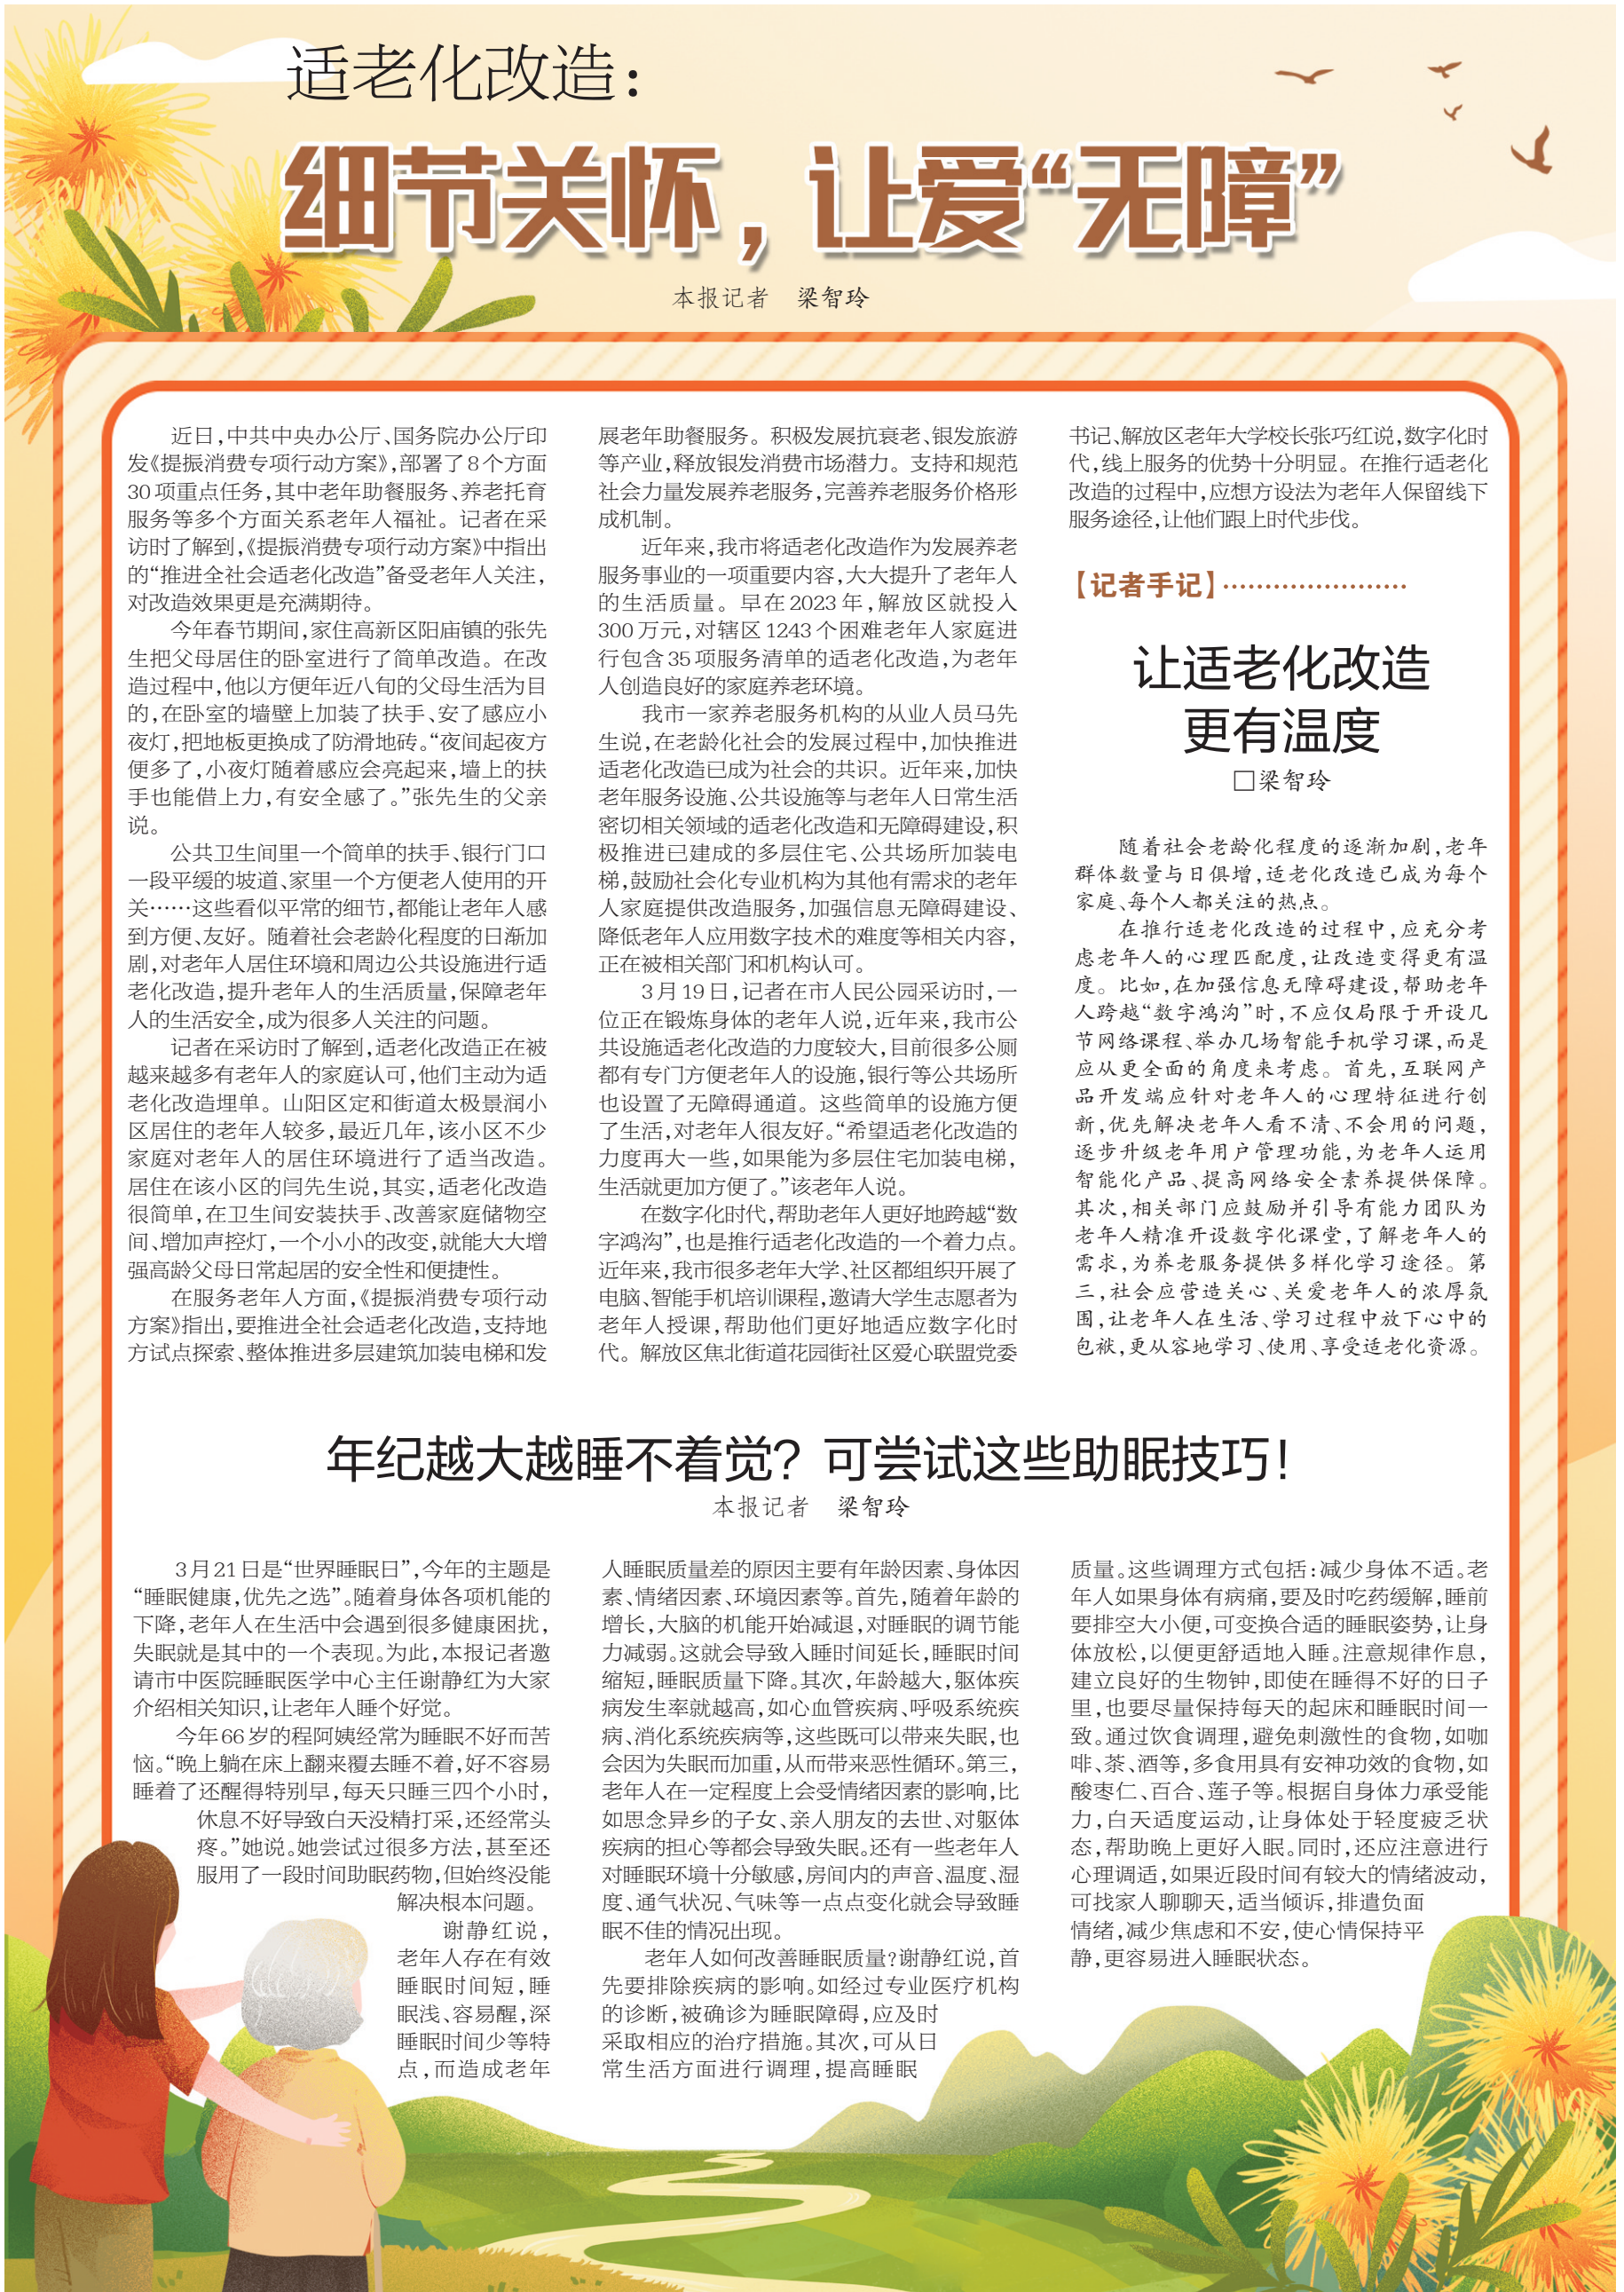 适老化改造：
细节关怀，让爱“无障”
本报记者　梁智玲
近日，中共中央办公厅、国务院办公厅印
发《提振消费专项行动方案》，部署了8个方面
30项重点任务，其中老年助餐服务、养老托育
服务等多个方面关系老年人福祉。记者在采
访时了解到，《提振消费专项行动方案》中指出
的“推进全社会适老化改造”备受老年人关注，
对改造效果更是充满期待。
今年春节期间，家住高新区阳庙镇的张先
生把父母居住的卧室进行了简单改造。在改
造过程中，他以方便年近八旬的父母生活为目
的，在卧室的墙壁上加装了扶手、安了感应小
夜灯，把地板更换成了防滑地砖。“夜间起夜方
便多了，小夜灯随着感应会亮起来，墙上的扶
手也能借上力，有安全感了。”张先生的父亲
说。
公共卫生间里一个简单的扶手、银行门口
一段平缓的坡道、家里一个方便老人使用的开
关……这些看似平常的细节，都能让老年人感
到方便、友好。随着社会老龄化程度的日渐加
剧，对老年人居住环境和周边公共设施进行适
老化改造，提升老年人的生活质量，保障老年
人的生活安全，成为很多人关注的问题。
记者在采访时了解到，适老化改造正在被
越来越多有老年人的家庭认可，他们主动为适
老化改造埋单。山阳区定和街道太极景润小
区居住的老年人较多，最近几年，该小区不少
家庭对老年人的居住环境进行了适当改造。
居住在该小区的闫先生说，其实，适老化改造
很简单，在卫生间安装扶手、改善家庭储物空
间、增加声控灯，一个小小的改变，就能大大增
强高龄父母日常起居的安全性和便捷性。
在服务老年人方面，《提振消费专项行动
方案》指出，要推进全社会适老化改造，支持地
方试点探索、整体推进多层建筑加装电梯和发
展老年助餐服务。积极发展抗衰老、银发旅游
等产业，释放银发消费市场潜力。支持和规范
社会力量发展养老服务，完善养老服务价格形
成机制。
近年来，我市将适老化改造作为发展养老
服务事业的一项重要内容，大大提升了老年人
的生活质量。早在2023年，解放区就投入
300万元，对辖区1243个困难老年人家庭进
行包含35项服务清单的适老化改造，为老年
人创造良好的家庭养老环境。
我市一家养老服务机构的从业人员马先
生说，在老龄化社会的发展过程中，加快推进
适老化改造已成为社会的共识。近年来，加快
老年服务设施、公共设施等与老年人日常生活
密切相关领域的适老化改造和无障碍建设，积
极推进已建成的多层住宅、公共场所加装电
梯，鼓励社会化专业机构为其他有需求的老年
人家庭提供改造服务，加强信息无障碍建设、
降低老年人应用数字技术的难度等相关内容，
正在被相关部门和机构认可。
3月19日，记者在市人民公园采访时，一
位正在锻炼身体的老年人说，近年来，我市公
共设施适老化改造的力度较大，目前很多公厕
都有专门方便老年人的设施，银行等公共场所
也设置了无障碍通道。这些简单的设施方便
了生活，对老年人很友好。“希望适老化改造的
力度再大一些，如果能为多层住宅加装电梯，
生活就更加方便了。”该老年人说。
在数字化时代，帮助老年人更好地跨越“数
字鸿沟”，也是推行适老化改造的一个着力点。
近年来，我市很多老年大学、社区都组织开展了
电脑、智能手机培训课程，邀请大学生志愿者为
老年人授课，帮助他们更好地适应数字化时
代。解放区焦北街道花园街社区爱心联盟党委
书记、解放区老年大学校长张巧红说，数字化时
代，线上服务的优势十分明显。在推行适老化
改造的过程中，应想方设法为老年人保留线下
服务途径，让他们跟上时代步伐。
【记者手记】······················
让适老化改造
更有温度
□梁智玲
随着社会老龄化程度的逐渐加剧，老年
群体数量与日俱增，适老化改造已成为每个
家庭、每个人都关注的热点。
在推行适老化改造的过程中，应充分考
虑老年人的心理匹配度，让改造变得更有温
度。比如，在加强信息无障碍建设，帮助老年
人跨越“数字鸿沟”时，不应仅局限于开设几
节网络课程、举办几场智能手机学习课，而是
应从更全面的角度来考虑。首先，互联网产
品开发端应针对老年人的心理特征进行创
新，优先解决老年人看不清、不会用的问题，
逐步升级老年用户管理功能，为老年人运用
智能化产品、提高网络安全素养提供保障。
其次，相关部门应鼓励并引导有能力团队为
老年人精准开设数字化课堂，了解老年人的
需求，为养老服务提供多样化学习途径。第
三，社会应营造关心、关爱老年人的浓厚氛
围，让老年人在生活、学习过程中放下心中的
包袱，更从容地学习、使用、享受适老化资源。
年纪越大越睡不着觉？可尝试这些助眠技巧！
本报记者　梁智玲
3月21日是“世界睡眠日”，今年的主题是
“睡眠健康，优先之选”。随着身体各项机能的
下降，老年人在生活中会遇到很多健康困扰，
失眠就是其中的一个表现。为此，本报记者邀
请市中医院睡眠医学中心主任谢静红为大家
介绍相关知识，让老年人睡个好觉。
今年66岁的程阿姨经常为睡眠不好而苦
恼。“晚上躺在床上翻来覆去睡不着，好不容易
睡着了还醒得特别早，每天只睡三四个小时，
休息不好导致白天没精打采，还经常头
疼。”她说。她尝试过很多方法，甚至还
服用了一段时间助眠药物，但始终没能
解决根本问题。
谢静红说，
老年人存在有效
睡眠时间短，睡
眠浅、容易醒，深
睡眠时间少等特
点，而造成老年
人睡眠质量差的原因主要有年龄因素、身体因
素、情绪因素、环境因素等。首先，随着年龄的
增长，大脑的机能开始减退，对睡眠的调节能
力减弱。这就会导致入睡时间延长，睡眠时间
缩短，睡眠质量下降。其次，年龄越大，躯体疾
病发生率就越高，如心血管疾病、呼吸系统疾
病、消化系统疾病等，这些既可以带来失眠，也
会因为失眠而加重，从而带来恶性循环。第三，
老年人在一定程度上会受情绪因素的影响，比
如思念异乡的子女、亲人朋友的去世、对躯体
疾病的担心等都会导致失眠。还有一些老年人
对睡眠环境十分敏感，房间内的声音、温度、湿
度、通气状况、气味等一点点变化就会导致睡
眠不佳的情况出现。
老年人如何改善睡眠质量？谢静红说，首
先要排除疾病的影响。如经过专业医疗机构
的诊断，被确诊为睡眠障碍，应及时
采取相应的治疗措施。其次，可从日
常生活方面进行调理，提高睡眠
质量。这些调理方式包括：减少身体不适。老
年人如果身体有病痛，要及时吃药缓解，睡前
要排空大小便，可变换合适的睡眠姿势，让身
体放松，以便更舒适地入睡。注意规律作息，
建立良好的生物钟，即使在睡得不好的日子
里，也要尽量保持每天的起床和睡眠时间一
致。通过饮食调理，避免刺激性的食物，如咖
啡、茶、酒等，多食用具有安神功效的食物，如
酸枣仁、百合、莲子等。根据自身体力承受能
力，白天适度运动，让身体处于轻度疲乏状
态，帮助晚上更好入眠。同时，还应注意进行
心理调适，如果近段时间有较大的情绪波动，
可找家人聊聊天，适当倾诉，排遣负面
情绪，减少焦虑和不安，使心情保持平
静，更容易进入睡眠状态。